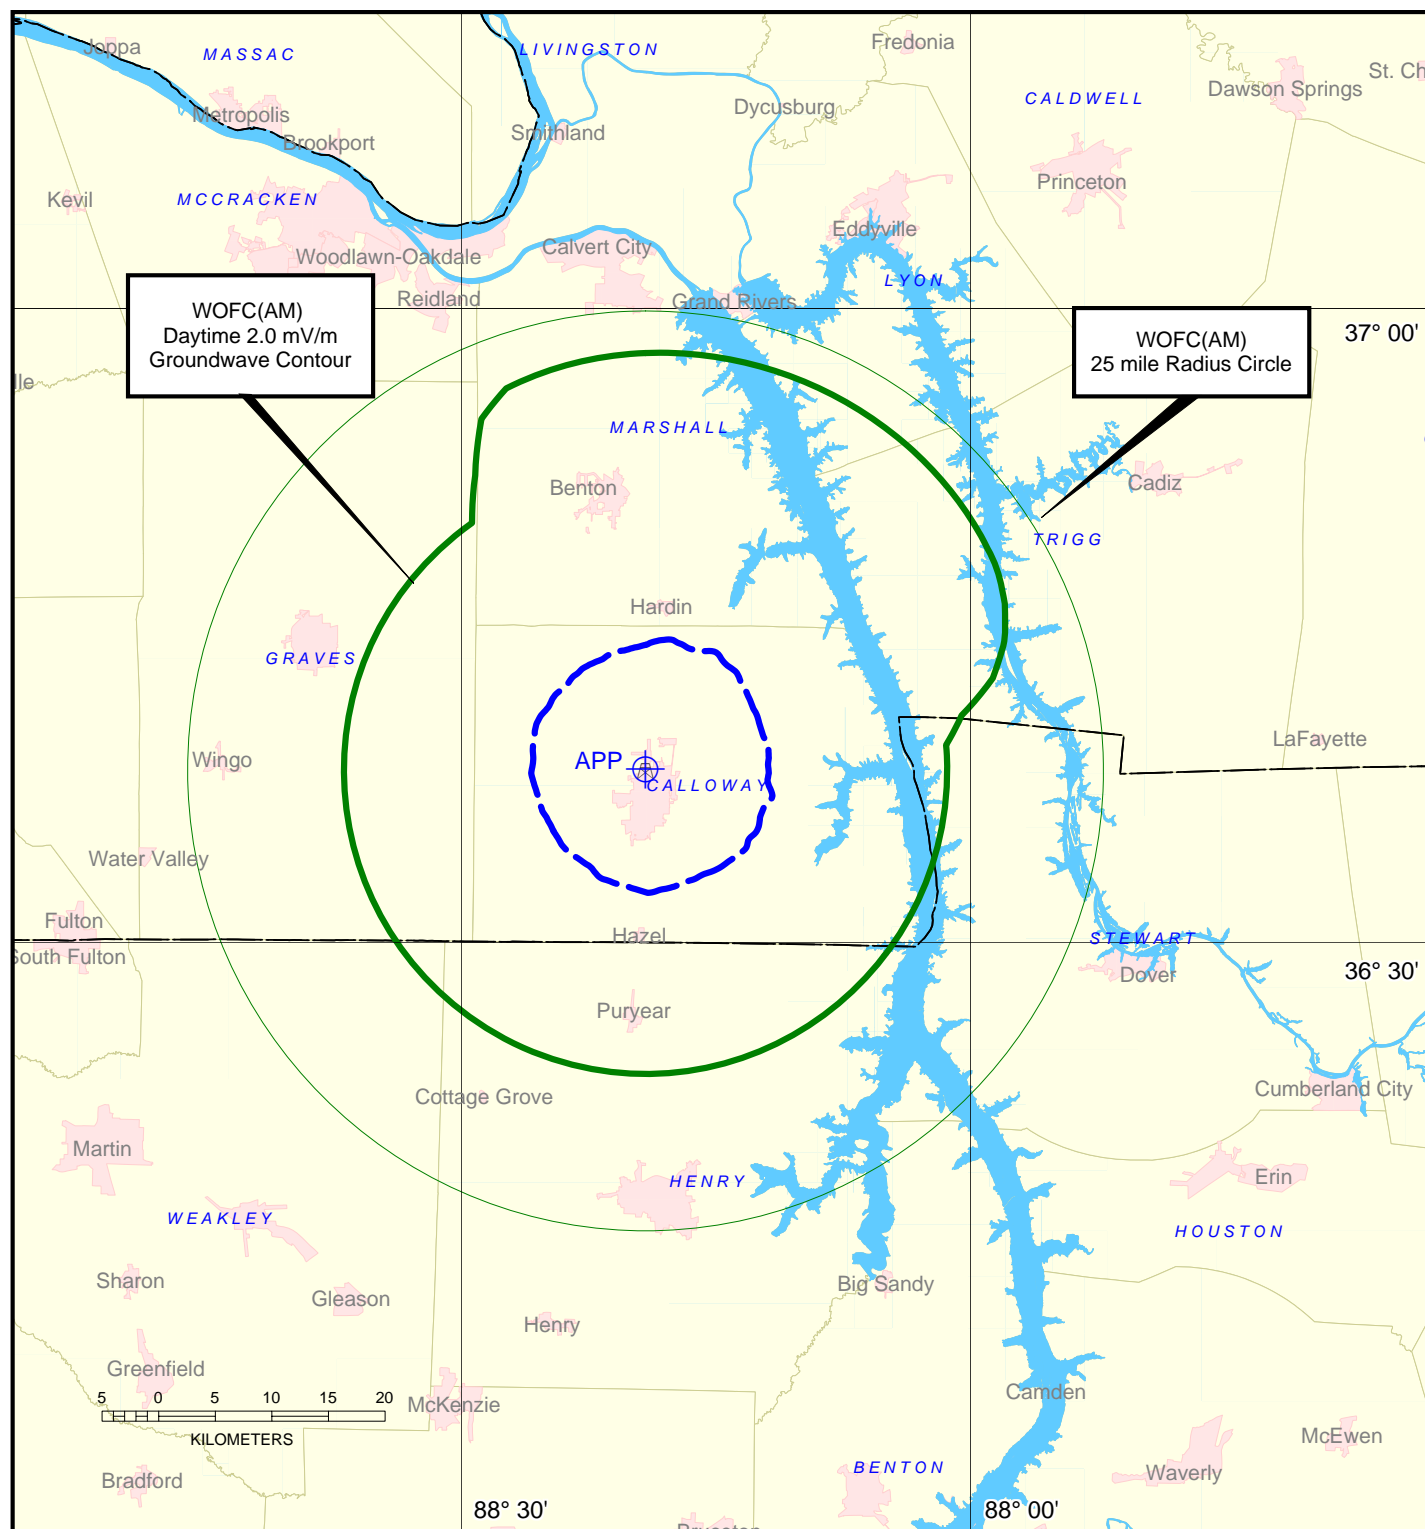 Joppa
MASSAC
LIVINGSTON
Fredonia
St. Ch
Dawson Springs
CALDWELL
Metropolis
Dycusburg
Smithland
Brookport
Princeton
Kevil
MCCRACKEN
Eddyville
Calvert City
Woodlawn-Oakdale
LYON
Reidland
Grand Rivers
WOFC(AM)
Daytime 2.0 mV/m
Groundwave Contour
WOFC(AM)
25 mile Radius Circle
37° 00'
lle
MARSHALL
Benton
Cadiz
TRIGG
Hardin
GRAVES
LaFayette
Wingo
APP
CALLOWAY
Water Valley
Fulton
Hazel
STEWART
South Fulton
Dover
36° 30'
Puryear
Cottage Grove
Cumberland City
Martin
HENRY
Erin
WEAKLEY
HOUSTON
Sharon
Big Sandy
Gleason
Henry
Greenfield
Camden
5 0 5 10 15 20
McKenzie
KILOMETERS
McEwen
BENTON
Waverly
Bradford
88° 30'
88° 00'